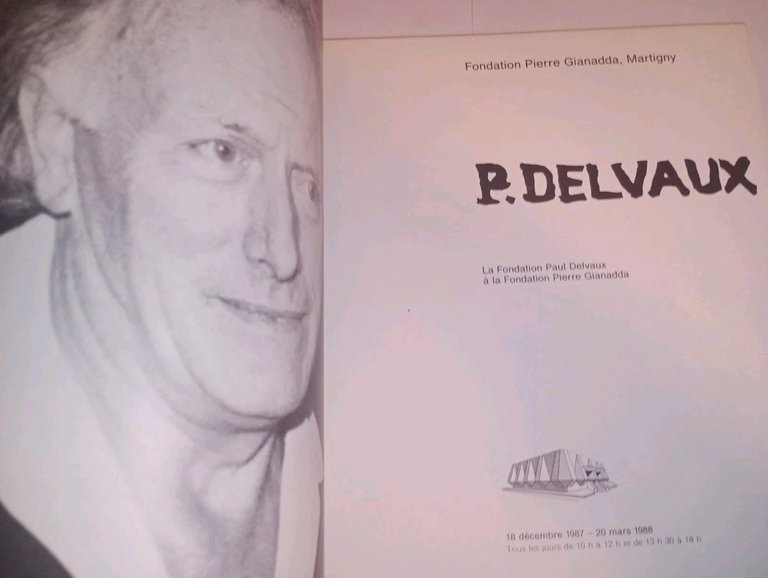 Fondation Pierre Gianadda, Martigny
P. DELVAUX
La Fondation Paul Delvaux
à la Fondation Pierre Gianadda
18 décembre 1987 – 20 mars 1988
Tous les jours de 10 h à 12 h et de 13 h 30 à 18 h